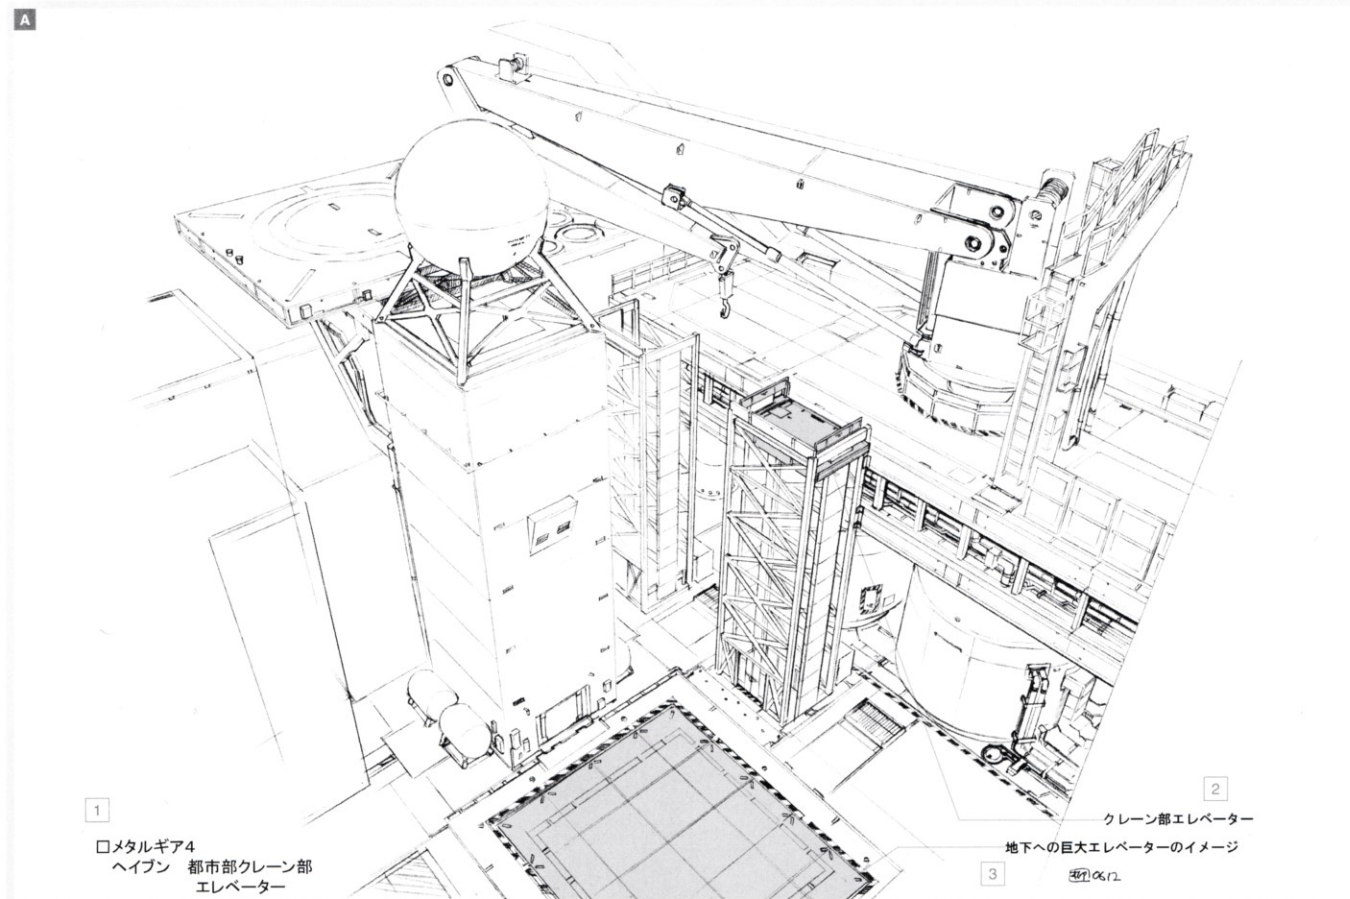 A
1
□メタルギア4
ヘイブン　都市部クレーン部
エレベーター
2
クレーン部エレベーター
地下への巨大エレベーターのイメージ
3
0612